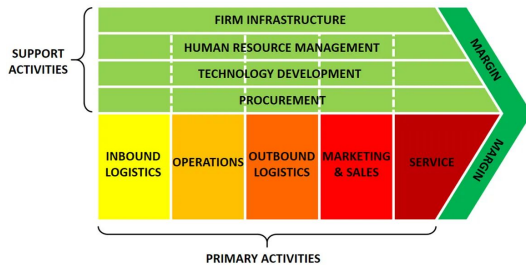 FIRM INFRASTRUCTURE
SUPPORT
ACTIVITIES
HUMAN RESOURCE MANAGEMENT
TECHNOLOGY DEVELOPMENT
PROCUREMENT
MARGIN
INBOUND
LOGISTICS
OPERATIONS
OUTBOUND
LOGISTICS
MARKETING
& SALES
SERVICE
MARGIN
PRIMARY ACTIVITIES